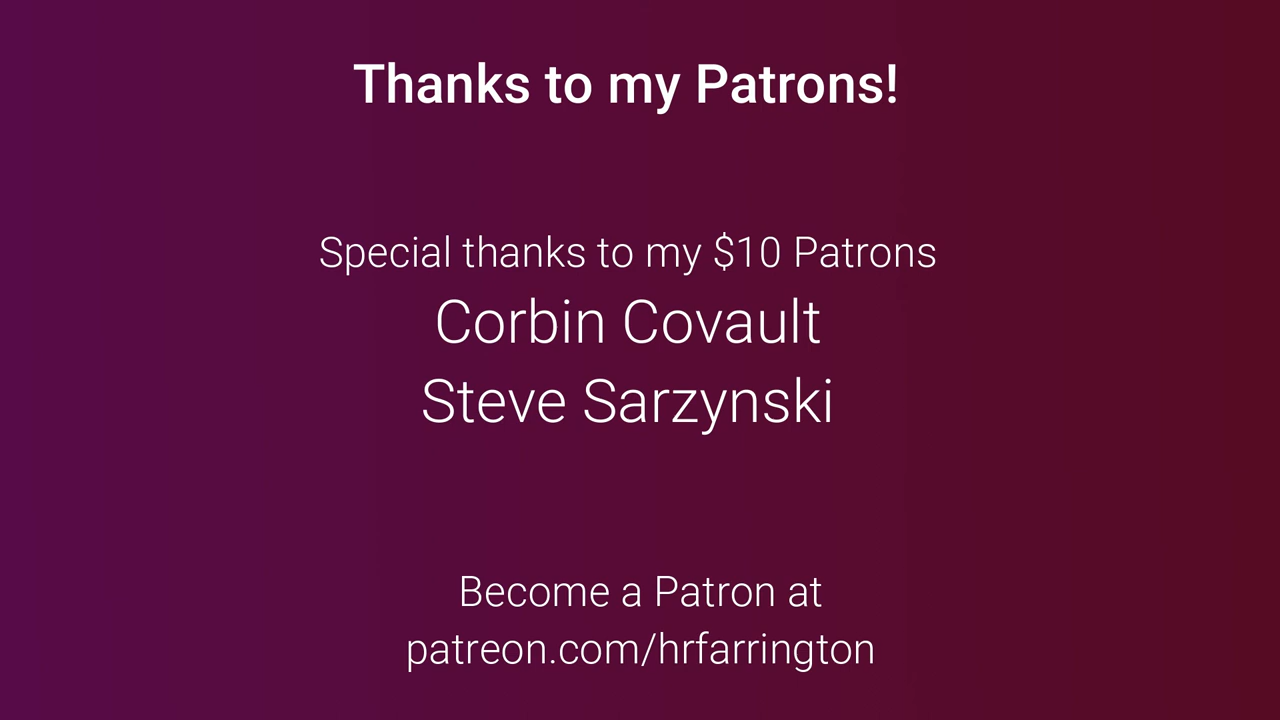 Thanks to my Patrons!
Special thanks to my $10 Patrons
Corbin Covault
Steve Sarzynski
Become a Patron at
patreon.com/hrfarrington